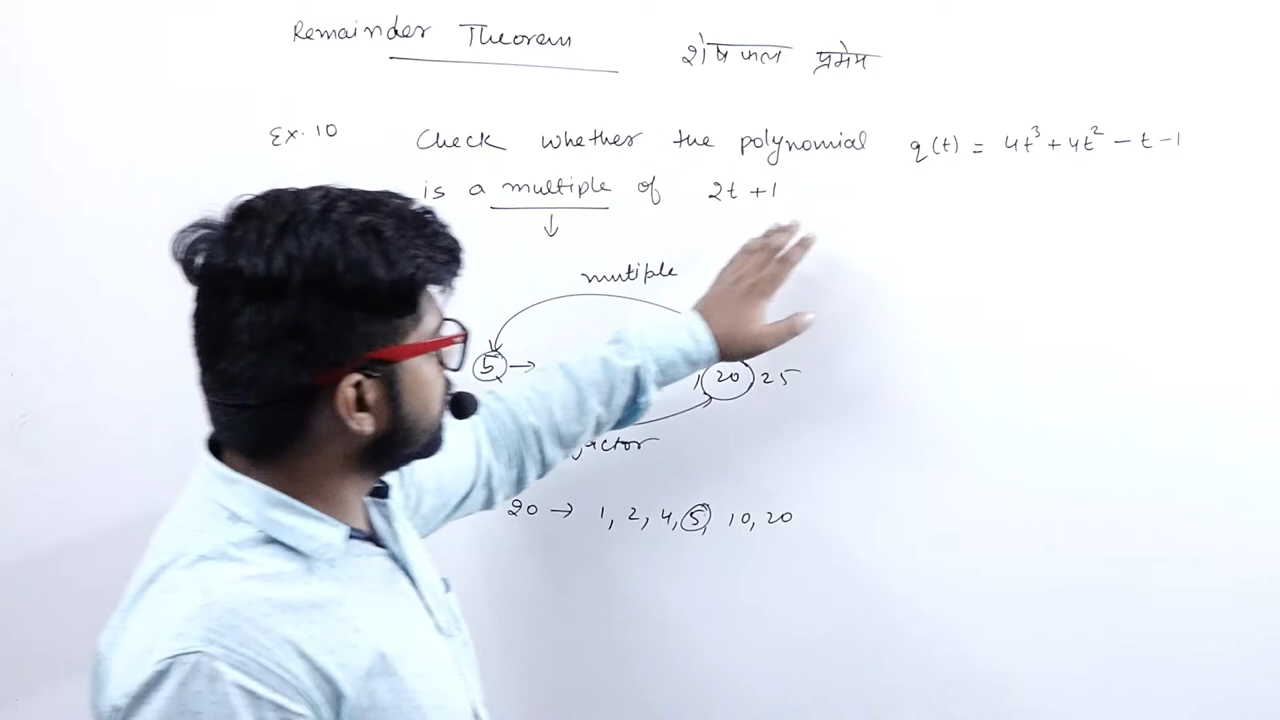 Remainder Theorem शेषफल प्रमेय
Ex. 10 Check whether the polynomial q(t) = 4t³ + 4t² - t - 1
is a multiple of 2t + 1
↓
mutiple
5 → , 20, 25
factor
20 → 1, 2, 4, 5, 10, 20